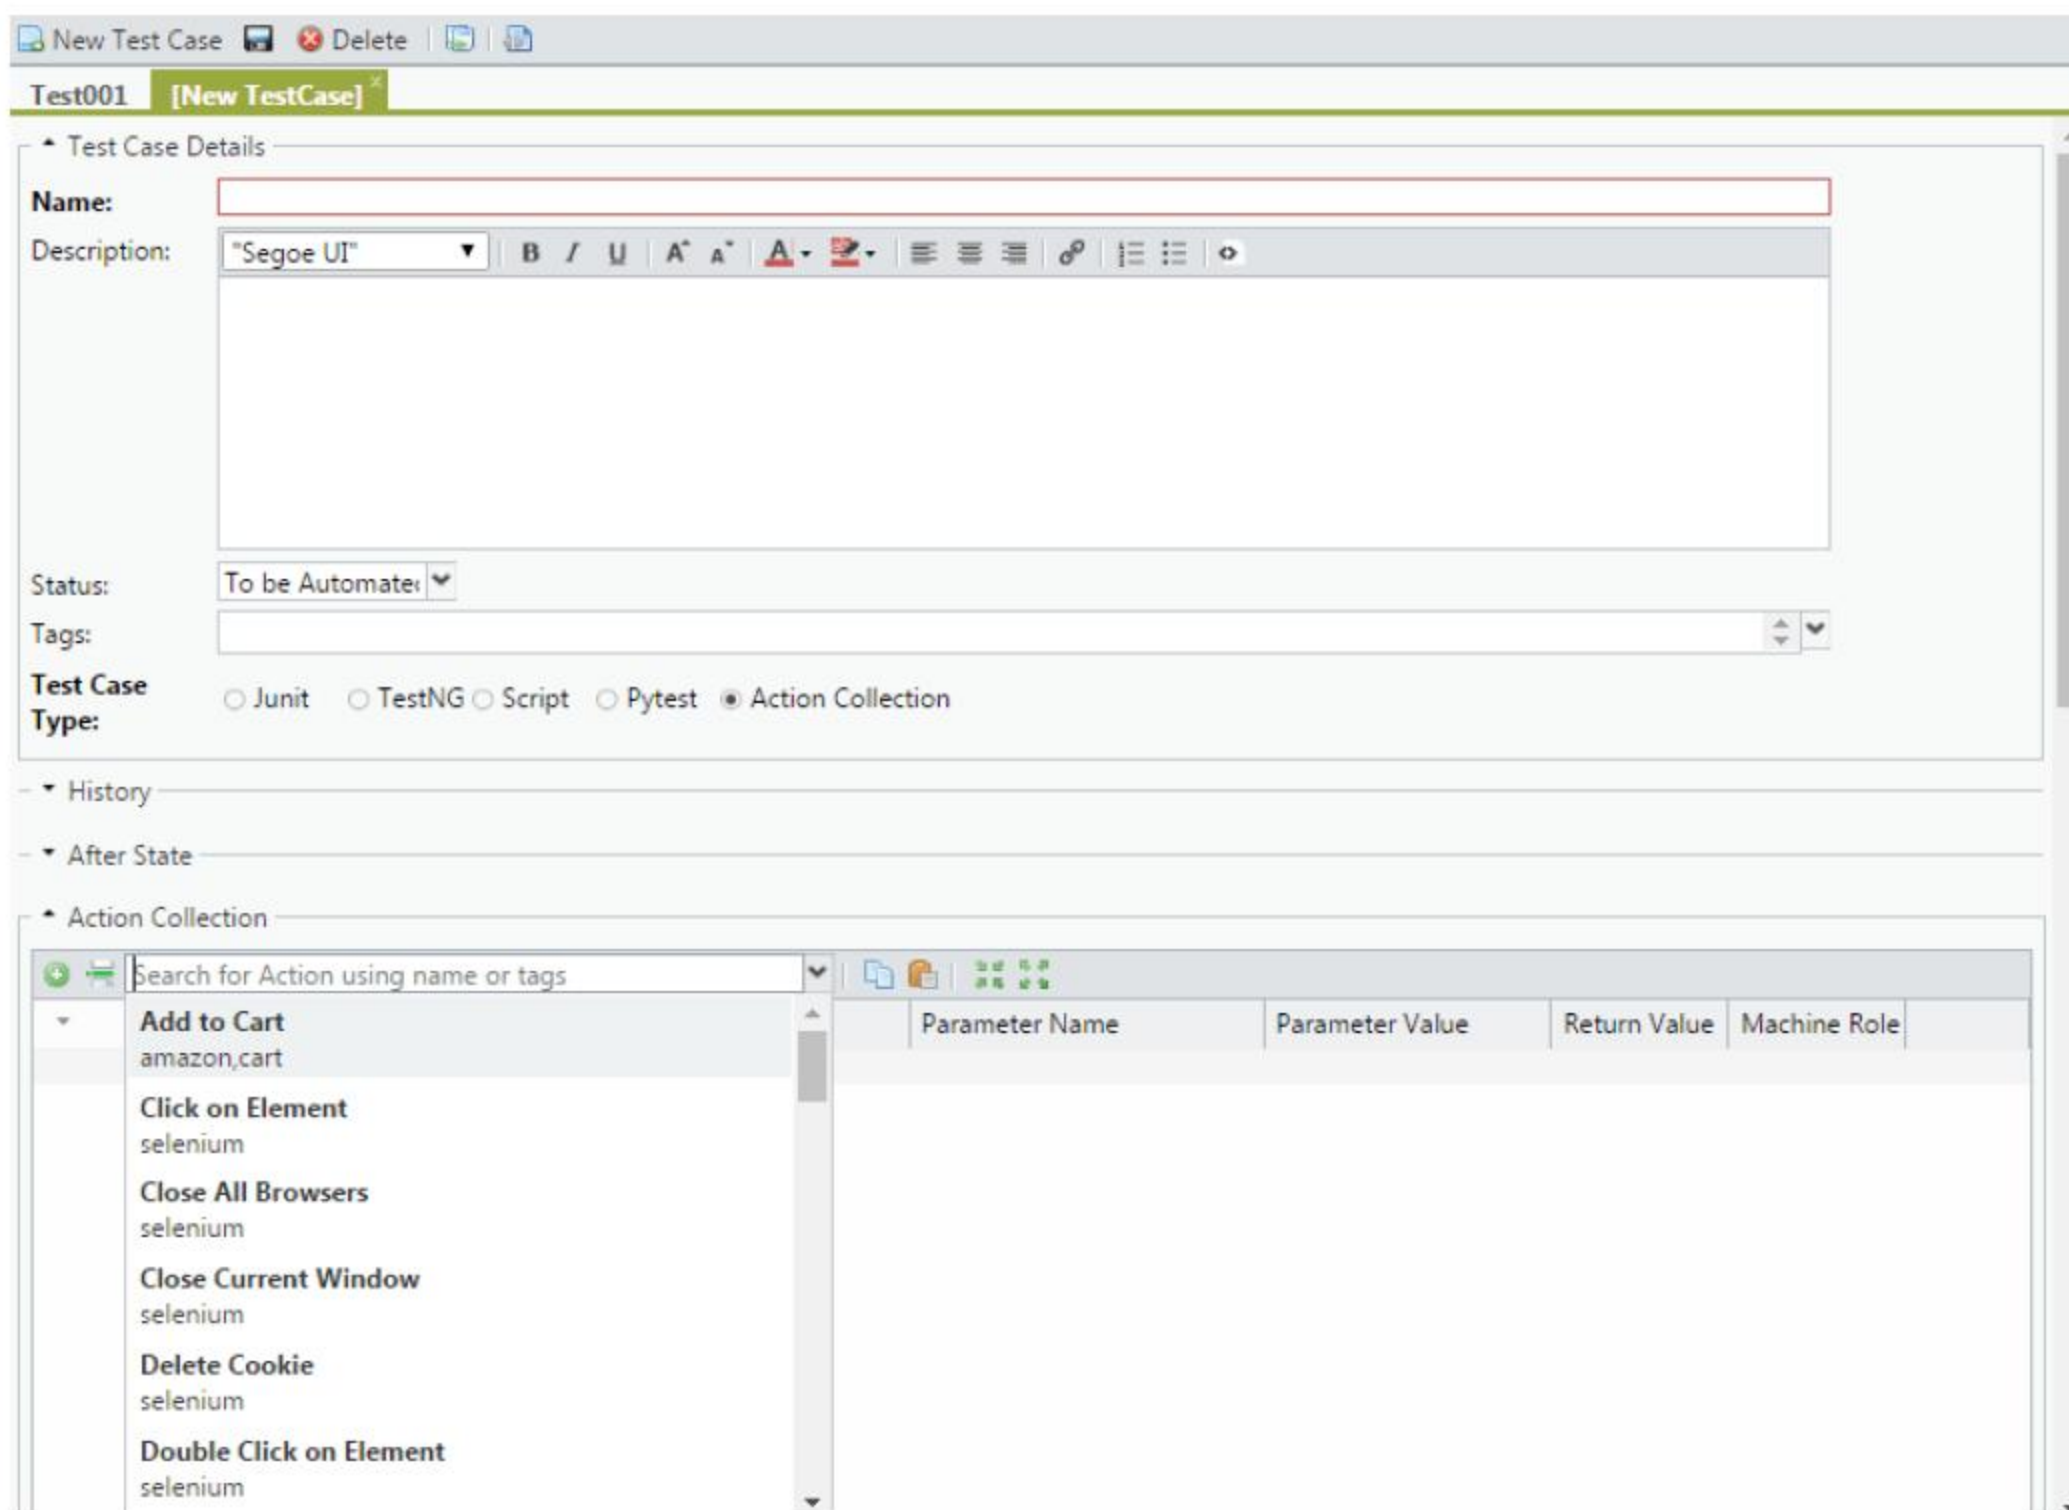 New Test Case Delete
Test001 [New TestCase]
Test Case Details
Name:
Description: "Segoe UI" B I U A A A
Status: To be Automate
Tags:
Test Case
Type:
Junit TestNG Script Pytest Action Collection
History
After State
Action Collection
Search for Action using name or tags
Parameter Name Parameter Value Return Value Machine Role
Add to Cart
amazon,cart
Click on Element
selenium
Close All Browsers
selenium
Close Current Window
selenium
Delete Cookie
selenium
Double Click on Element
selenium